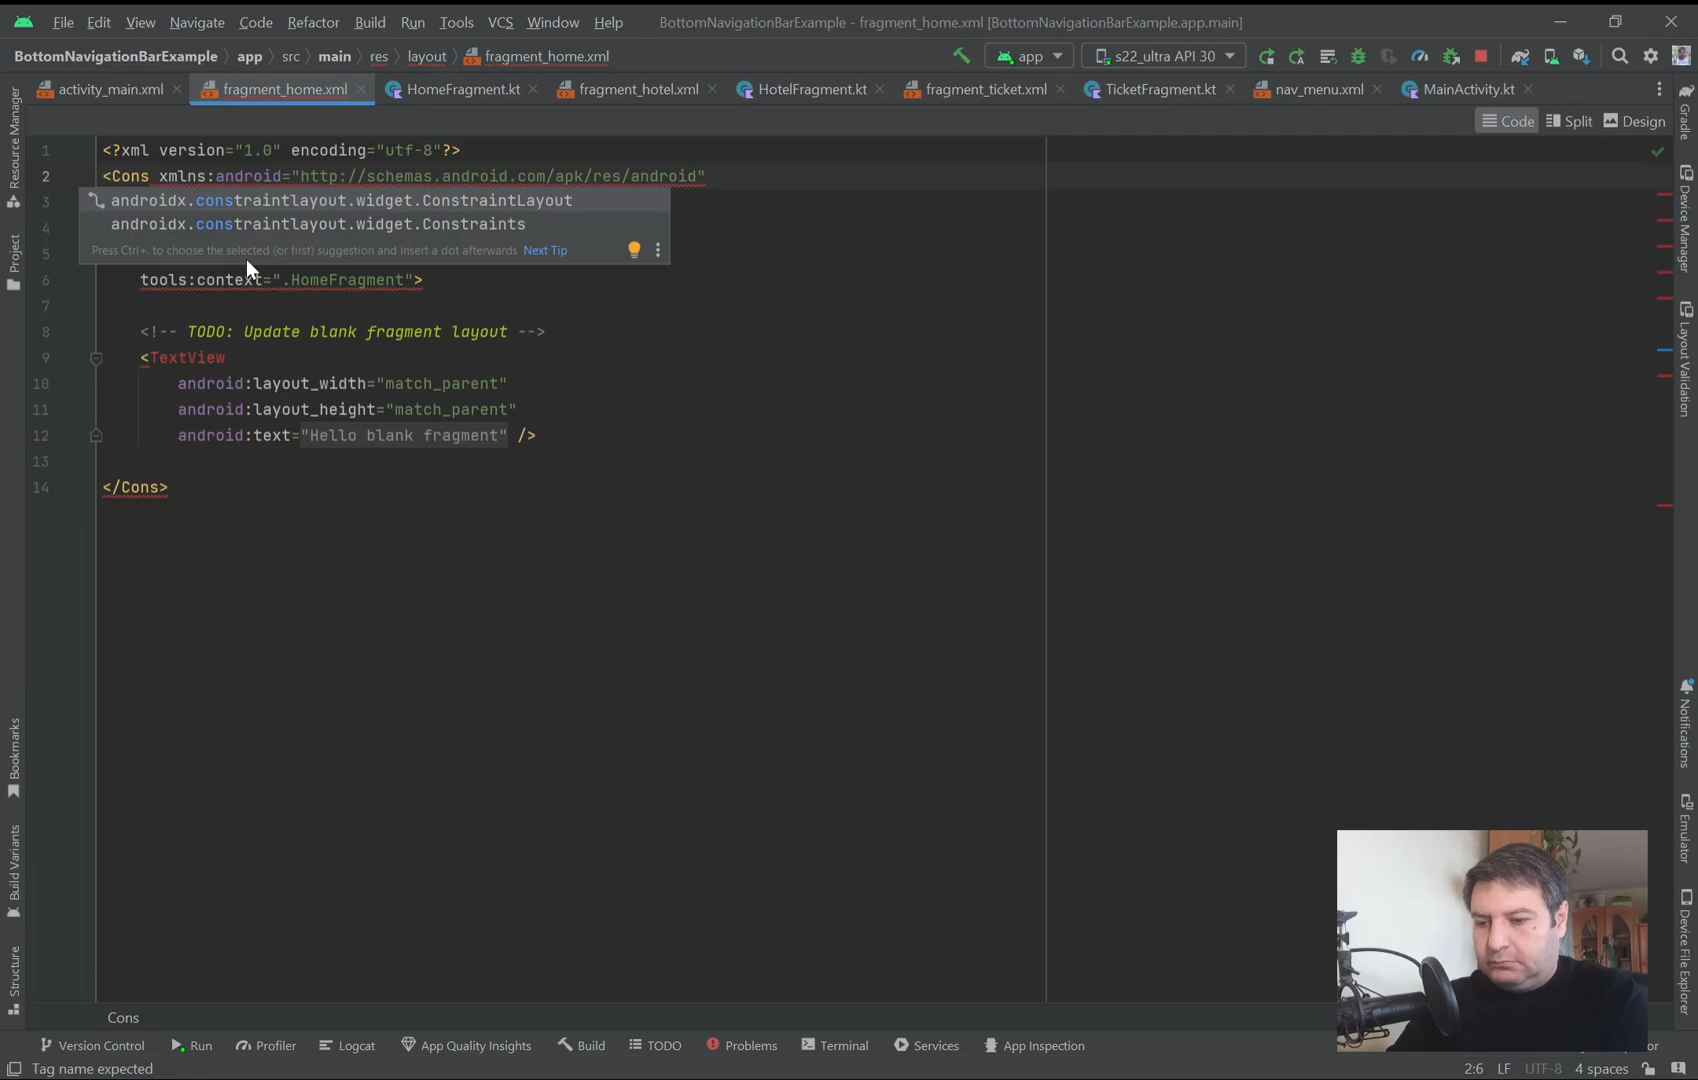 File Edit View Navigate Code Refactor Build Run Tools VCS Window Help BottomNavigationBarExample - fragment_home.xml [BottomNavigationBarExample.app.main]
BottomNavigationBarExample app src main res layout fragment_home.xml app s22_ultra API 30
activity_main.xml fragment_home.xml HomeFragment.kt fragment_hotel.xml HotelFragment.kt fragment_ticket.xml TicketFragment.kt nav_menu.xml MainActivity.kt
Code Split Design
Resource Manager
Project
Bookmarks
Build Variants
Structure
1 <?xml version="1.0" encoding="utf-8"?>
2 <Cons xmlns:android="http://schemas.android.com/apk/res/android"
3 androidx.constraintlayout.widget.ConstraintLayout
4 androidx.constraintlayout.widget.Constraints
5 Press Ctrl+. to choose the selected (or first) suggestion and insert a dot afterwards Next Tip
6 tools:context=".HomeFragment">
7
8 <!-- TODO: Update blank fragment layout -->
9 <TextView
10 android:layout_width="match_parent"
11 android:layout_height="match_parent"
12 android:text="Hello blank fragment" />
13
14 </Cons>
Gradle
Device Manager
Layout Validation
Notifications
Emulator
Device File Explorer
Cons
Version Control Run Profiler Logcat App Quality Insights Build TODO Problems Terminal Services App Inspection
Tag name expected 2:6 LF UTF-8 4 spaces